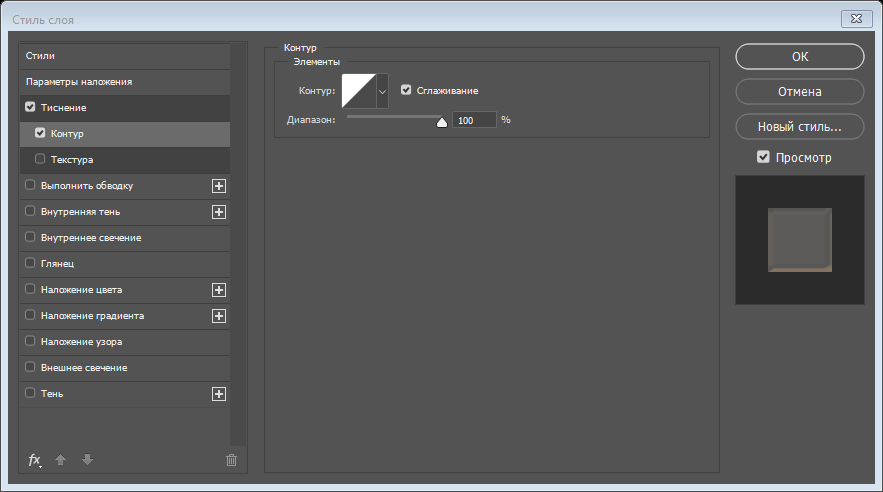 Стиль слоя
Стили
Параметры наложения
Тиснение
Контур
Текстура
Выполнить обводку
Внутренняя тень
Внутреннее свечение
Глянец
Наложение цвета
Наложение градиента
Наложение узора
Внешнее свечение
Тень
fx
Контур
Элементы
Контур: Сглаживание
Диапазон: 100 %
ОК
Отмена
Новый стиль...
Просмотр